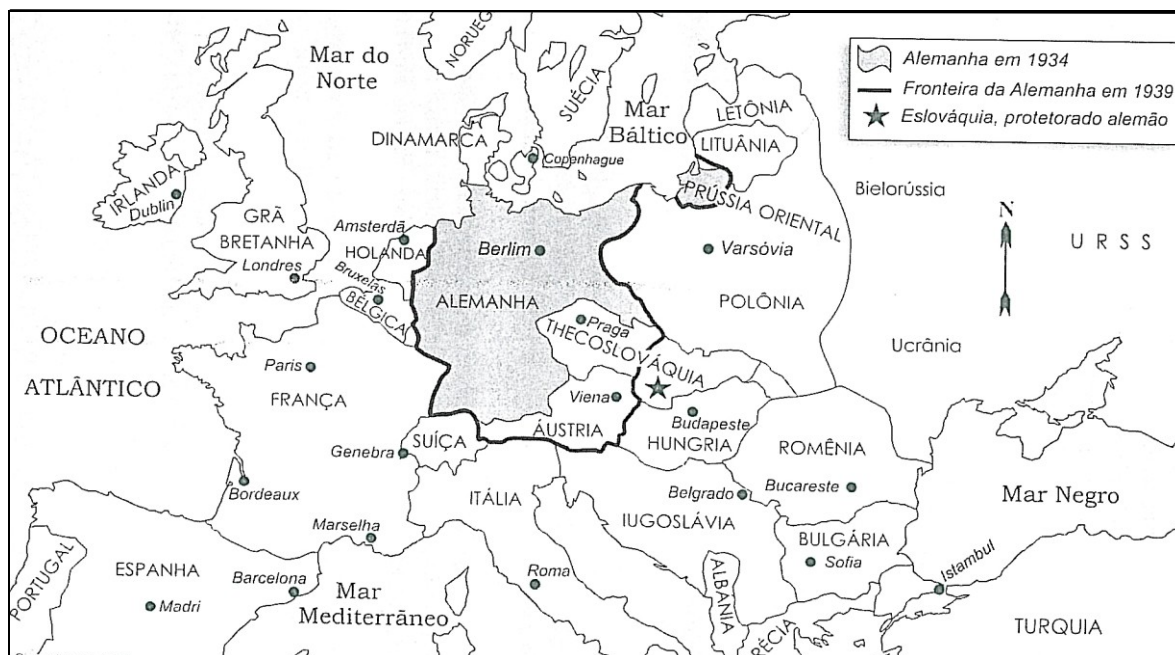 Mar do
Norte
NORUEGA
SUÉCIA
Mar
Báltico
LETÔNIA
LITUÂNIA
Alemanha em 1934
Fronteira da Alemanha em 1939
Eslováquia, protetorado alemão
DINAMARCA
Copenhague
PRÚSSIA ORIENTAL
Bielorússia
IRLANDA
Dublin
GRÃ
BRETANHA
Londres
Amsterdã
HOLANDA
Bruxelas
BÉLGICA
Berlim
ALEMANHA
Varsóvia
POLÔNIA
N
U R S S
Ucrânia
OCEANO
ATLÂNTICO
Paris
FRANÇA
Praga
THECOSLOVÁQUIA
Viena
ÁUSTRIA
Budapeste
HUNGRIA
SUÍÇA
Genebra
ROMÊNIA
Bucareste
Mar Negro
Bordeaux
ITÁLIA
Belgrado
IUGOSLÁVIA
Marselha
BULGÁRIA
Sofia
Istambul
PORTUGAL
ESPANHA
Madri
Barcelona
Mar
Mediterrâneo
Roma
ALBANIA
RÉCIA
TURQUIA